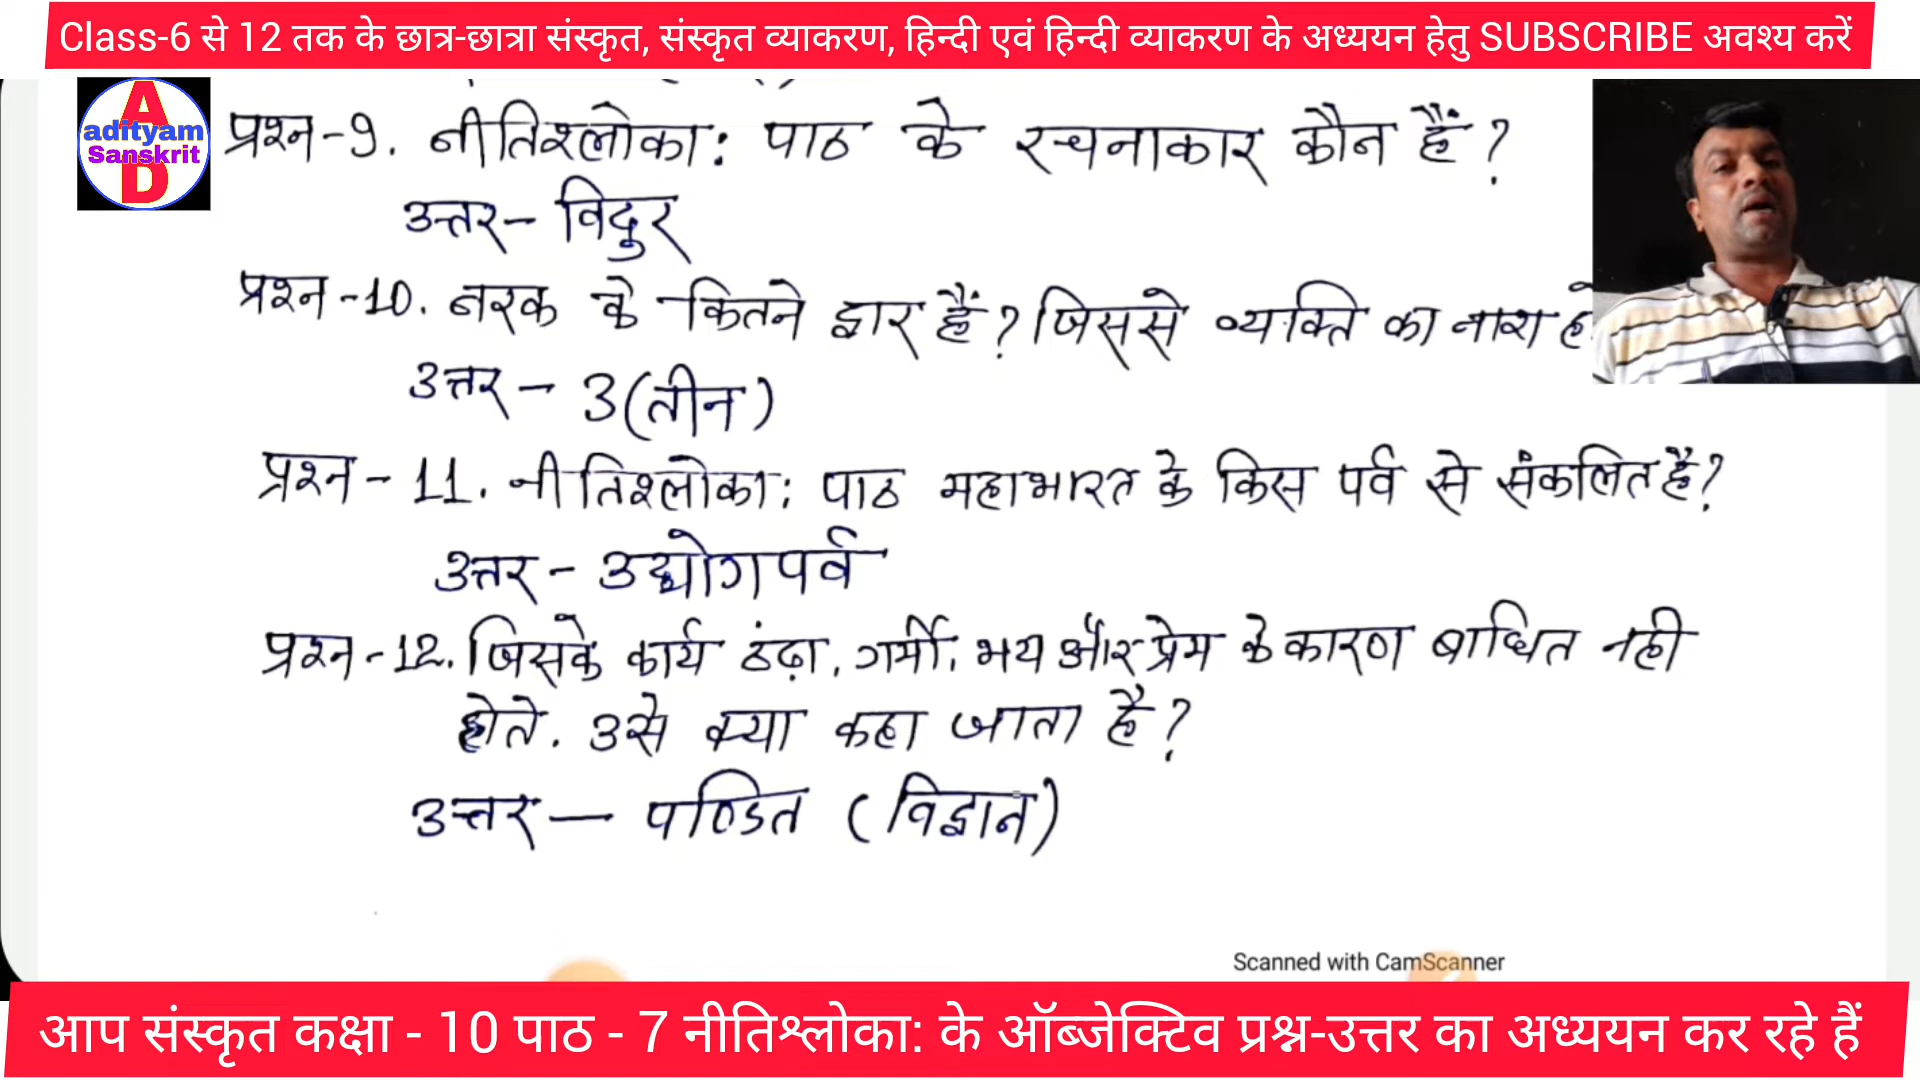 Class-6 से 12 तक के छात्र-छात्रा संस्कृत, संस्कृत व्याकरण, हिन्दी एवं हिन्दी व्याकरण के अध्ययन हेतु SUBSCRIBE अवश्य करें
A
adityam
Sanskrit
D
प्रश्न-9. नीतिश्लोका: पाठ के रचनाकार कौन हैं?
उत्तर- विदुर
प्रश्न-10. नरक के कितने द्वार हैं? जिससे व्यक्ति का नाश
उत्तर- 3(तीन)
प्रश्न- 11. नीतिश्लोका: पाठ महाभारत के किस पर्व से संकलित है?
उत्तर- उद्योगपर्व
प्रश्न-12. जिसके कार्य ठंढ़ा, गर्मी, भय और प्रेम के कारण बाधित नही
होते. उसे क्या कहा जाता है?
उत्तर- पण्डित (विद्वान)
Scanned with CamScanner
आप संस्कृत कक्षा - 10 पाठ - 7 नीतिश्लोका: के ऑब्जेक्टिव प्रश्न-उत्तर का अध्ययन कर रहे हैं